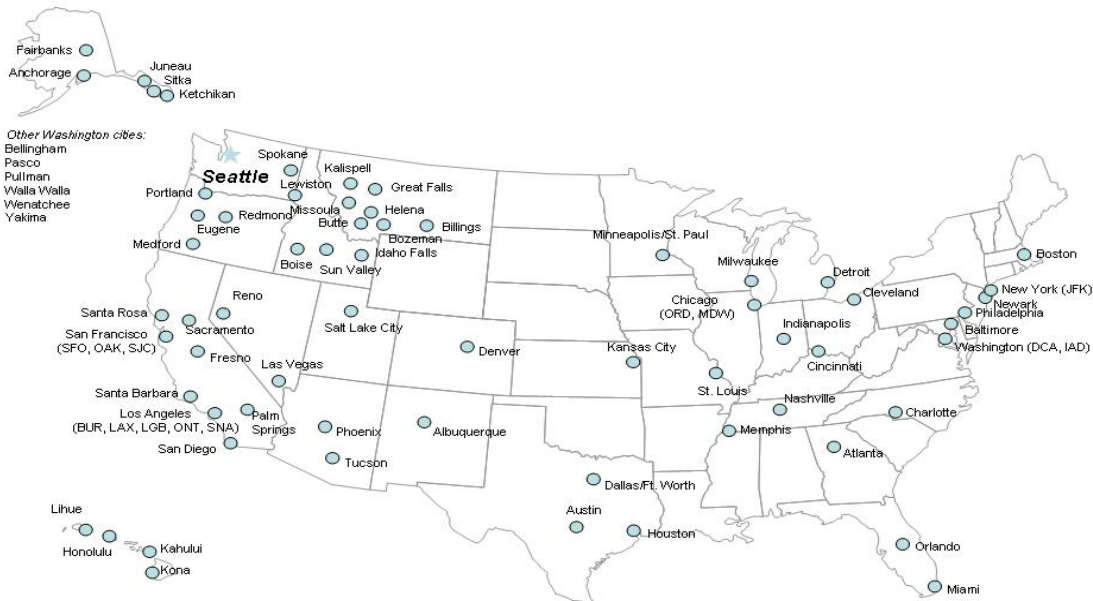 Fairbanks
Anchorage
Juneau
Sitka
Ketchikan
Other Washington cities:
Bellingham
Pasco
Pullman
Walla Walla
Wenatchee
Yakima
Seattle
Spokane
Kalispell
Great Falls
Lewiston
Portland
Missoula
Helena
Redmond
Butte
Billings
Eugene
Bozeman
Medford
Boise
Idaho Falls
Sun Valley
Minneapolis/St. Paul
Milwaukee
Detroit
Boston
Cleveland
New York (JFK)
Newark
Philadelphia
Baltimore
Washington (DCA, IAD)
Chicago
(ORD, MDW)
Indianapolis
Cincinnati
Reno
Santa Rosa
Sacramento
San Francisco
(SFO, OAK, SJC)
Fresno
Salt Lake City
Denver
Kansas City
St. Louis
Las Vegas
Santa Barbara
Los Angeles
(BUR, LAX, LGB, ONT, SNA)
Palm
Springs
San Diego
Phoenix
Tucson
Albuquerque
Nashville
Memphis
Charlotte
Atlanta
Dallas/Ft. Worth
Austin
Houston
Orlando
Miami
Lihue
Honolulu
Kahului
Kona